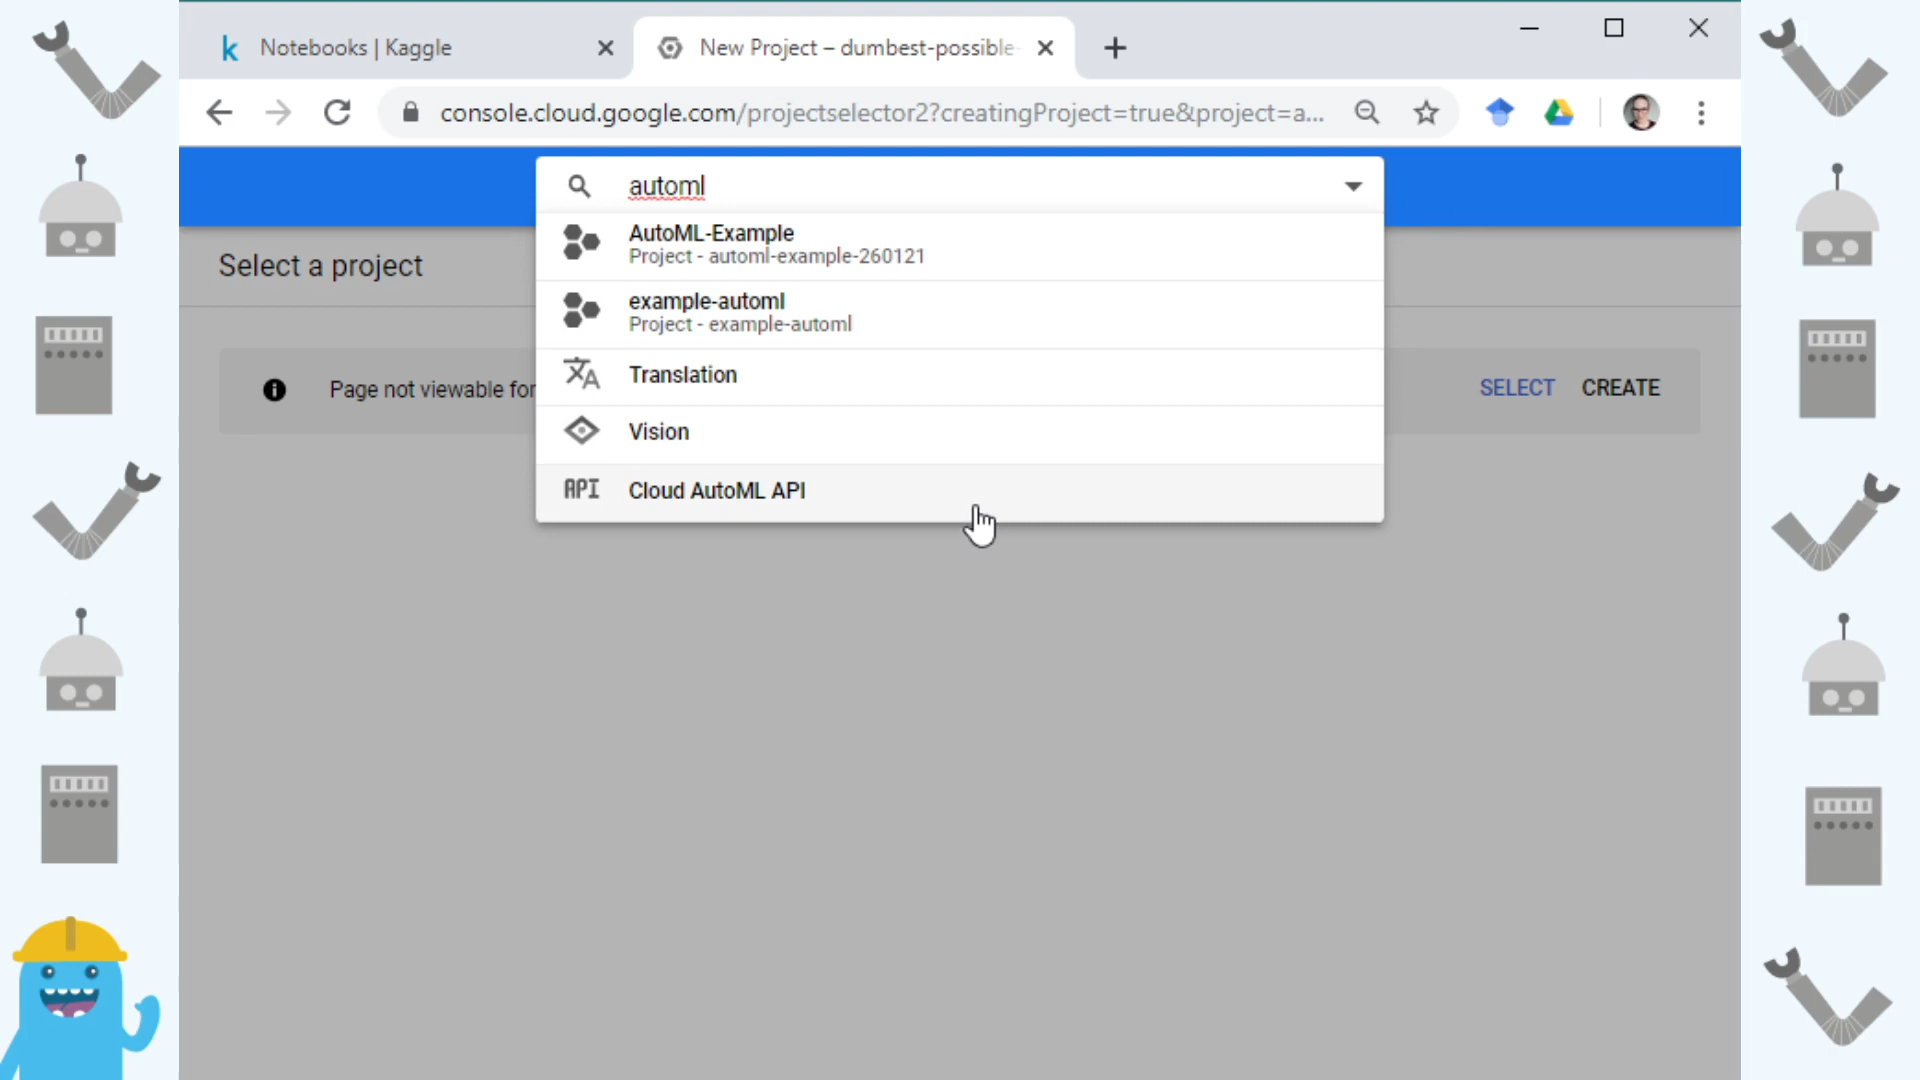 Notebooks | Kaggle
New Project – dumbest-possible-
console.cloud.google.com/projectselector2?creatingProject=true&project=a...
automl
AutoML-Example
Project - automl-example-260121
example-automl
Project - example-automl
Translation
Vision
API Cloud AutoML API
Select a project
Page not viewable for
SELECT CREATE